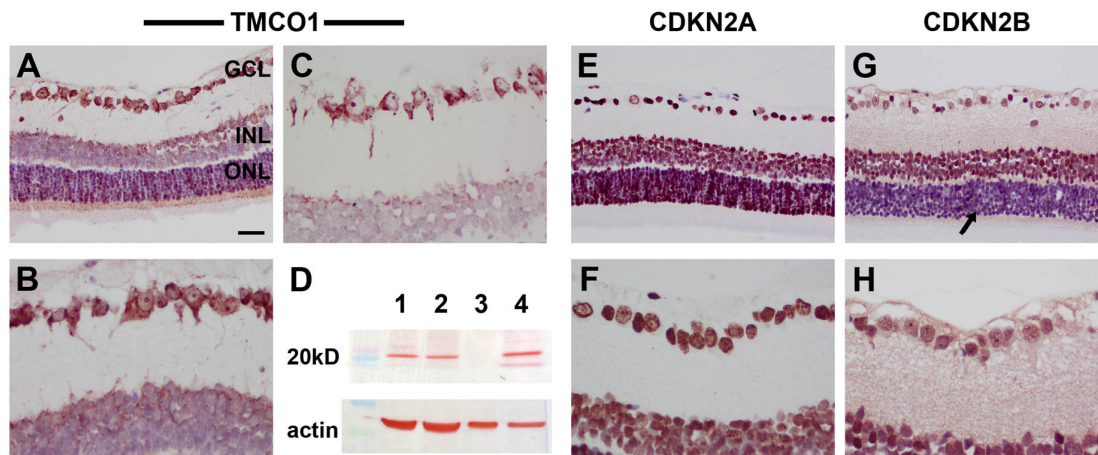 TMCO1 CDKN2A CDKN2B
A C E G
GCL
INL
ONL
B D F H
1 2 3 4
20kD
actin